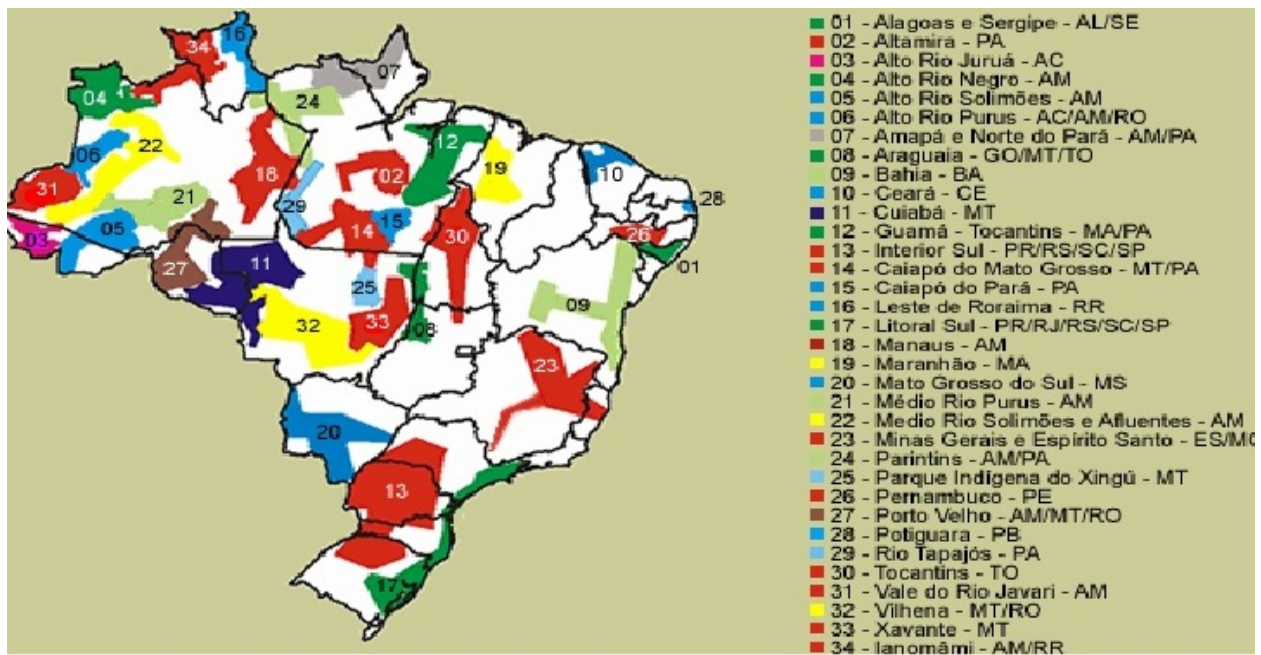 16
34
07
04
24
12
22
06
19
18
02
10
31
21
28
29
15
14
05
30
26
03
11
27
01
25
09
33
32
08
23
20
13
17
01 - Alagoas e Sergipe - AL/SE
02 - Altamira - PA
03 - Alto Rio Juruá - AC
04 - Alto Rio Negro - AM
05 - Alto Rio Solimões - AM
06 - Alto Rio Purus - AC/AM/RO
07 - Amapá e Norte do Pará - AM/PA
08 - Araguaia - GO/MT/TO
09 - Bahia - BA
10 - Ceará - CE
11 - Cuiabá - MT
12 - Guamá - Tocantins - MA/PA
13 - Interior Sul - PR/RS/SC/SP
14 - Caiapó do Mato Grosso - MT/PA
15 - Caiapó do Pará - PA
16 - Leste de Roraima - RR
17 - Litoral Sul - PR/RJ/RS/SC/SP
18 - Manaus - AM
19 - Maranhão - MA
20 - Mato Grosso do Sul - MS
21 - Médio Rio Purus - AM
22 - Medio Rio Solimões e Afluentes - AM
23 - Minas Gerais e Espírito Santo - ES/MG
24 - Parintins - AM/PA
25 - Parque Indígena do Xingú - MT
26 - Pernambuco - PE
27 - Porto Velho - AM/MT/RO
28 - Potiguara - PB
29 - Rio Tapajós - PA
30 - Tocantins - TO
31 - Vale do Rio Javari - AM
32 - Vilhena - MT/RO
33 - Xavante - MT
34 - Ianomâmi - AM/RR